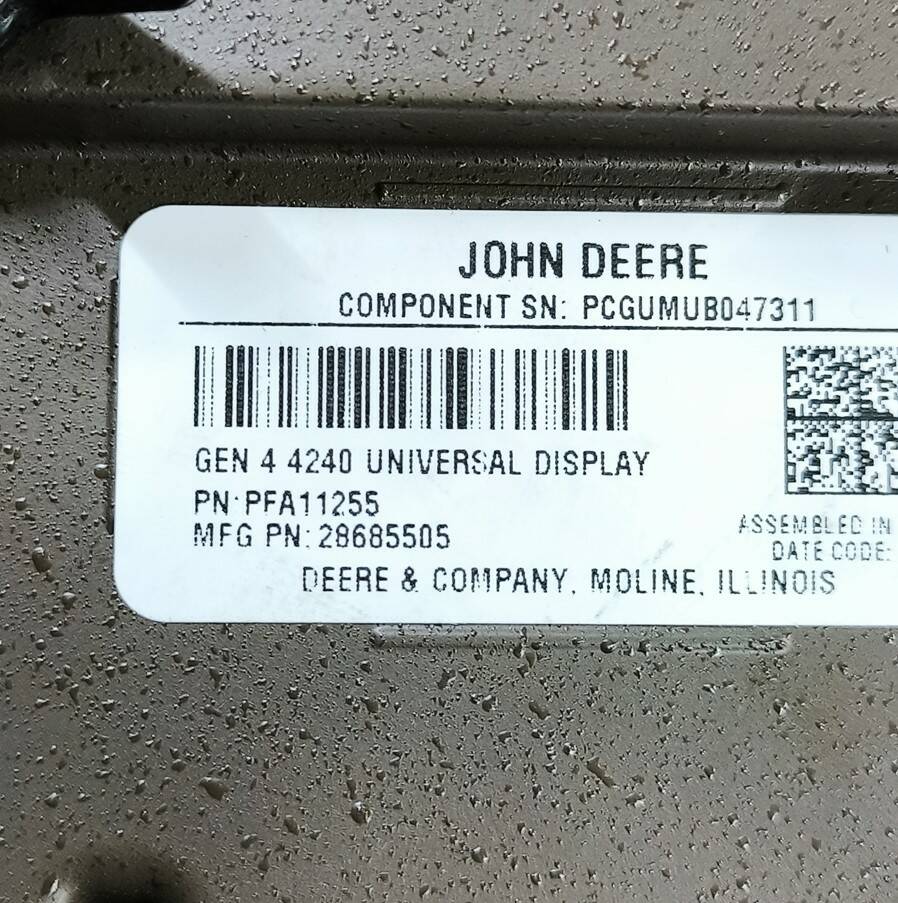 JOHN DEERE
COMPONENT SN: PCGUMUB047311
GEN 4 4240 UNIVERSAL DISPLAY
PN:PFA11255
MFG PN:28685505
ASSEMBLED IN
DATE CODE:
DEERE & COMPANY, MOLINE, ILLINOIS